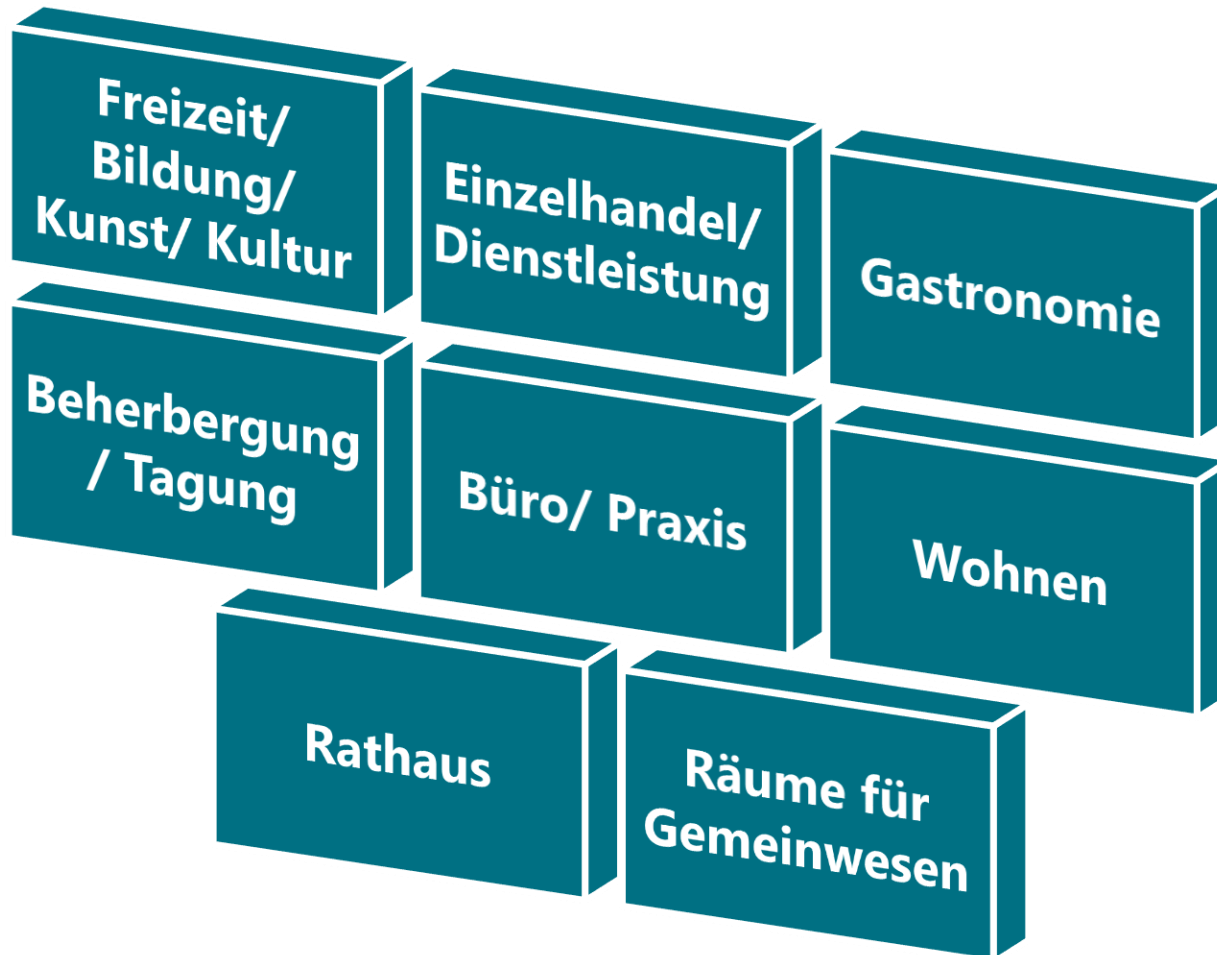 Freizeit/
Bildung/
Kunst/ Kultur
Einzelhandel/
Dienstleistung
Gastronomie
Beherbergung
/ Tagung
Büro/ Praxis
Wohnen
Rathaus
Räume für
Gemeinwesen